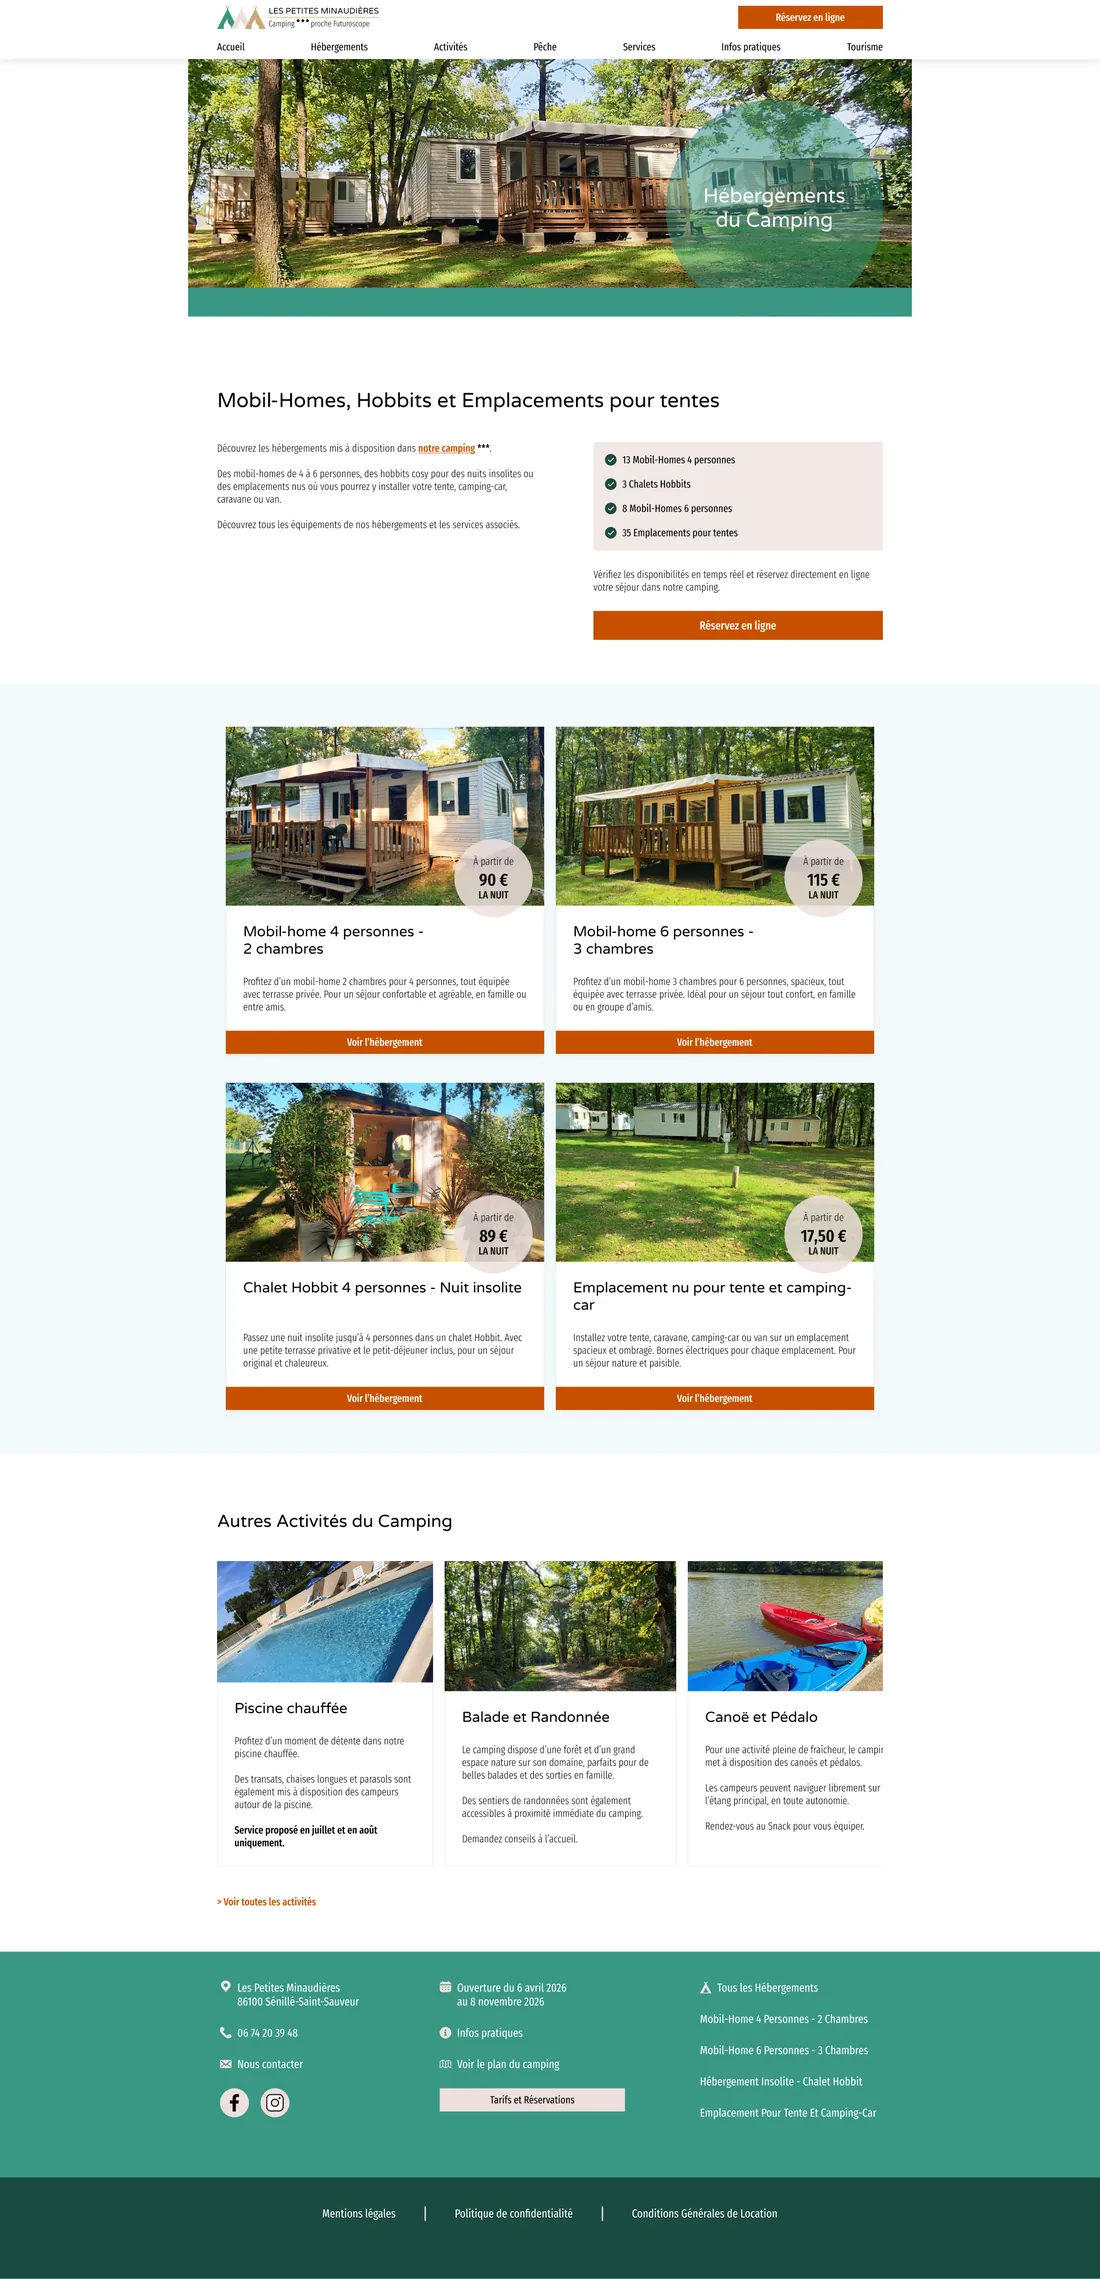 LES PETITES MINAUDIÈRES
Camping *** proche Futuroscope
Réservez en ligne
Accueil
Hébergements
Activités
Pêche
Services
Infos pratiques
Tourisme
Hébergements
du Camping
Mobil-Homes, Hobbits et Emplacements pour tentes
Découvrez les hébergements mis à disposition dans notre camping ***.
Des mobil-homes de 4 à 6 personnes, des hobbits cosy pour des nuits insolites ou
des emplacements nus où vous pourrez y installer votre tente, camping-car,
caravane ou van.
Découvrez tous les équipements de nos hébergements et les services associés.
13 Mobil-Homes 4 personnes
3 Chalets Hobbits
8 Mobil-Homes 6 personnes
35 Emplacements pour tentes
Vérifiez les disponibilités en temps réel et réservez directement en ligne
votre séjour dans notre camping.
Réservez en ligne
À partir de
90 €
LA NUIT
Mobil-home 4 personnes -
2 chambres
Profitez d'un mobil-home 2 chambres pour 4 personnes, tout équipée
avec terrasse privée. Pour un séjour confortable et agréable, en famille ou
entre amis.
Voir l'hébergement
À partir de
115 €
LA NUIT
Mobil-home 6 personnes -
3 chambres
Profitez d'un mobil-home 3 chambres pour 6 personnes, spacieux, tout
équipée avec terrasse privée. Idéal pour un séjour tout confort, en famille
ou en groupe d'amis.
Voir l'hébergement
À partir de
89 €
LA NUIT
Chalet Hobbit 4 personnes - Nuit insolite
Passez une nuit insolite jusqu'à 4 personnes dans un chalet Hobbit. Avec
une petite terrasse privative et le petit-déjeuner inclus, pour un séjour
original et chaleureux.
Voir l'hébergement
À partir de
17,50 €
LA NUIT
Emplacement nu pour tente et camping-
car
Installez votre tente, caravane, camping-car ou van sur un emplacement
spacieux et ombragé. Bornes électriques pour chaque emplacement. Pour
un séjour nature et paisible.
Voir l'hébergement
Autres Activités du Camping
Piscine chauffée
Profitez d'un moment de détente dans notre
piscine chauffée.
Des transats, chaises longues et parasols sont
également mis à disposition des campeurs
autour de la piscine.
Service proposé en juillet et en août
uniquement.
Balade et Randonnée
Le camping dispose d'une forêt et d'un grand
espace nature sur son domaine, parfaits pour de
belles balades et des sorties en famille.
Des sentiers de randonnées sont également
accessibles à proximité immédiate du camping.
Demandez conseils à l'accueil.
Canoë et Pédalo
Pour une activité pleine de fraîcheur, le campin
met à disposition des canoës et pédalos.
Les campeurs peuvent naviguer librement sur
l'étang principal, en toute autonomie.
Rendez-vous au Snack pour vous équiper.
> Voir toutes les activités
Les Petites Minaudières
86100 Sénillé-Saint-Sauveur
06 74 20 39 48
Nous contacter
Ouverture du 6 avril 2026
au 8 novembre 2026
Infos pratiques
Voir le plan du camping
Tarifs et Réservations
Tous les Hébergements
Mobil-Home 4 Personnes - 2 Chambres
Mobil-Home 6 Personnes - 3 Chambres
Hébergement Insolite - Chalet Hobbit
Emplacement Pour Tente Et Camping-Car
Mentions légales
Politique de confidentialité
Conditions Générales de Location